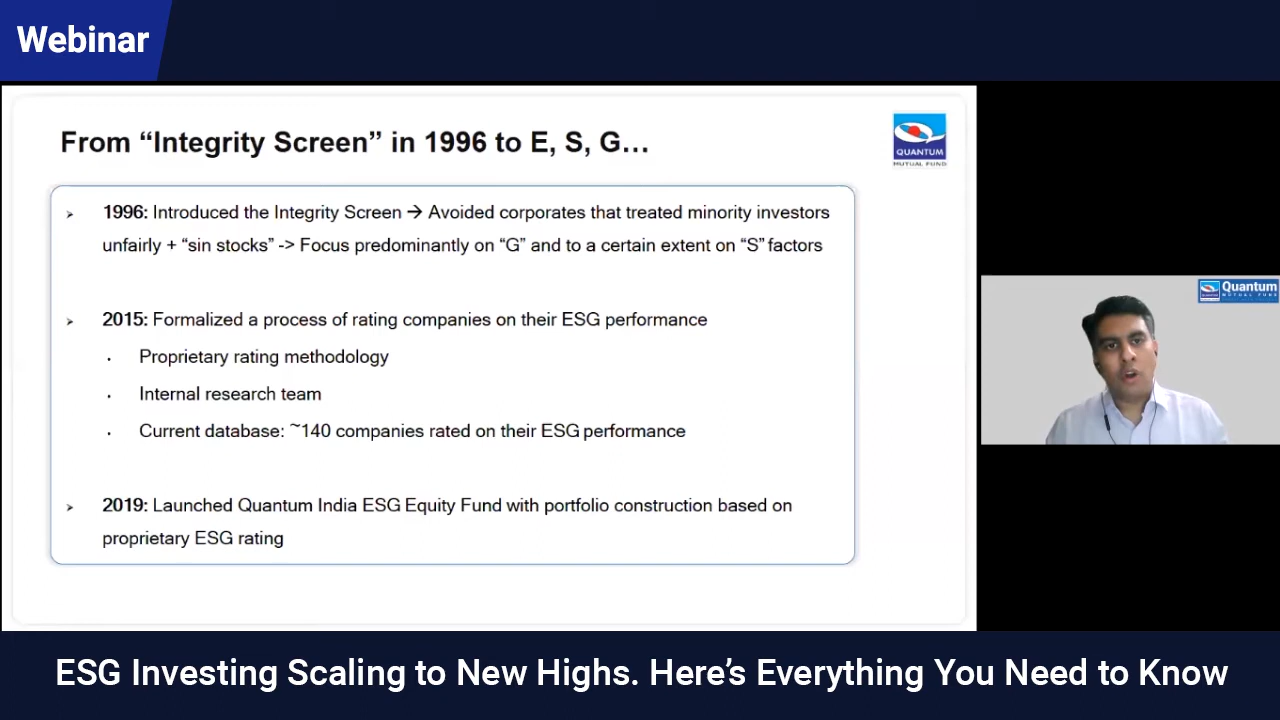 Webinar
From “Integrity Screen” in 1996 to E, S, G…
QUANTUM
MUTUAL FUND
➢ 1996: Introduced the Integrity Screen → Avoided corporates that treated minority investors
unfairly + “sin stocks” -> Focus predominantly on “G” and to a certain extent on “S” factors
➢ 2015: Formalized a process of rating companies on their ESG performance
• Proprietary rating methodology
• Internal research team
• Current database: ~140 companies rated on their ESG performance
➢ 2019: Launched Quantum India ESG Equity Fund with portfolio construction based on
proprietary ESG rating
Quantum
MUTUAL FUND
ESG Investing Scaling to New Highs. Here’s Everything You Need to Know